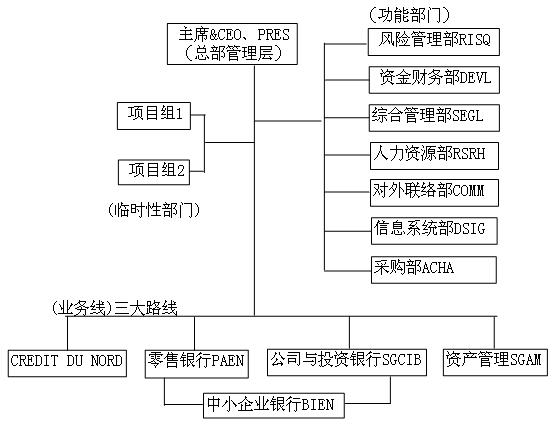 主席&CEO、PRES
(总部管理层)
(功能部门)
风险管理部RISQ
资金财务部DEVL
综合管理部SEGL
人力资源部RSRH
对外联络部COMM
信息系统部DSIG
采购部ACHA
项目组1
项目组2
(临时性部门)
(业务线)三大路线
CREDIT DU NORD
零售银行PAEN
公司与投资银行SGCIB
资产管理SGAM
中小企业银行BIEN